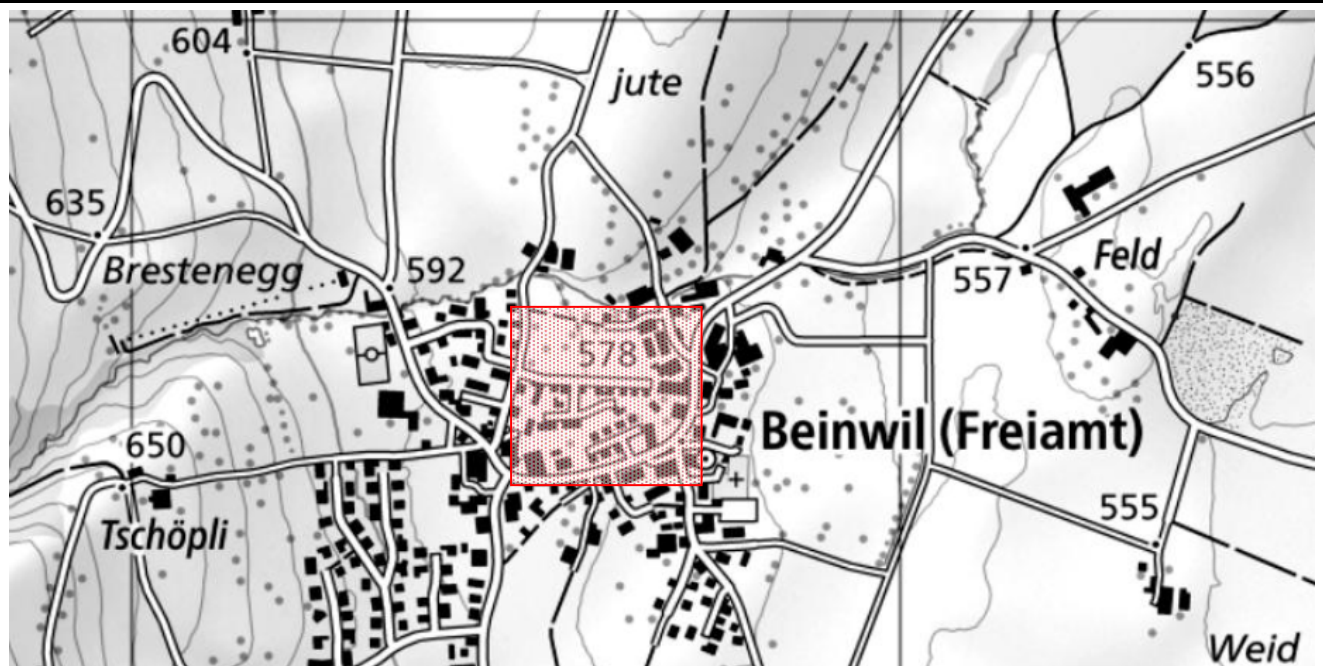 604
jute
556
635
Brestenegg
592
557
Feld
578
650
Beinwil (Freiamt)
Tschöpli
555
Weid